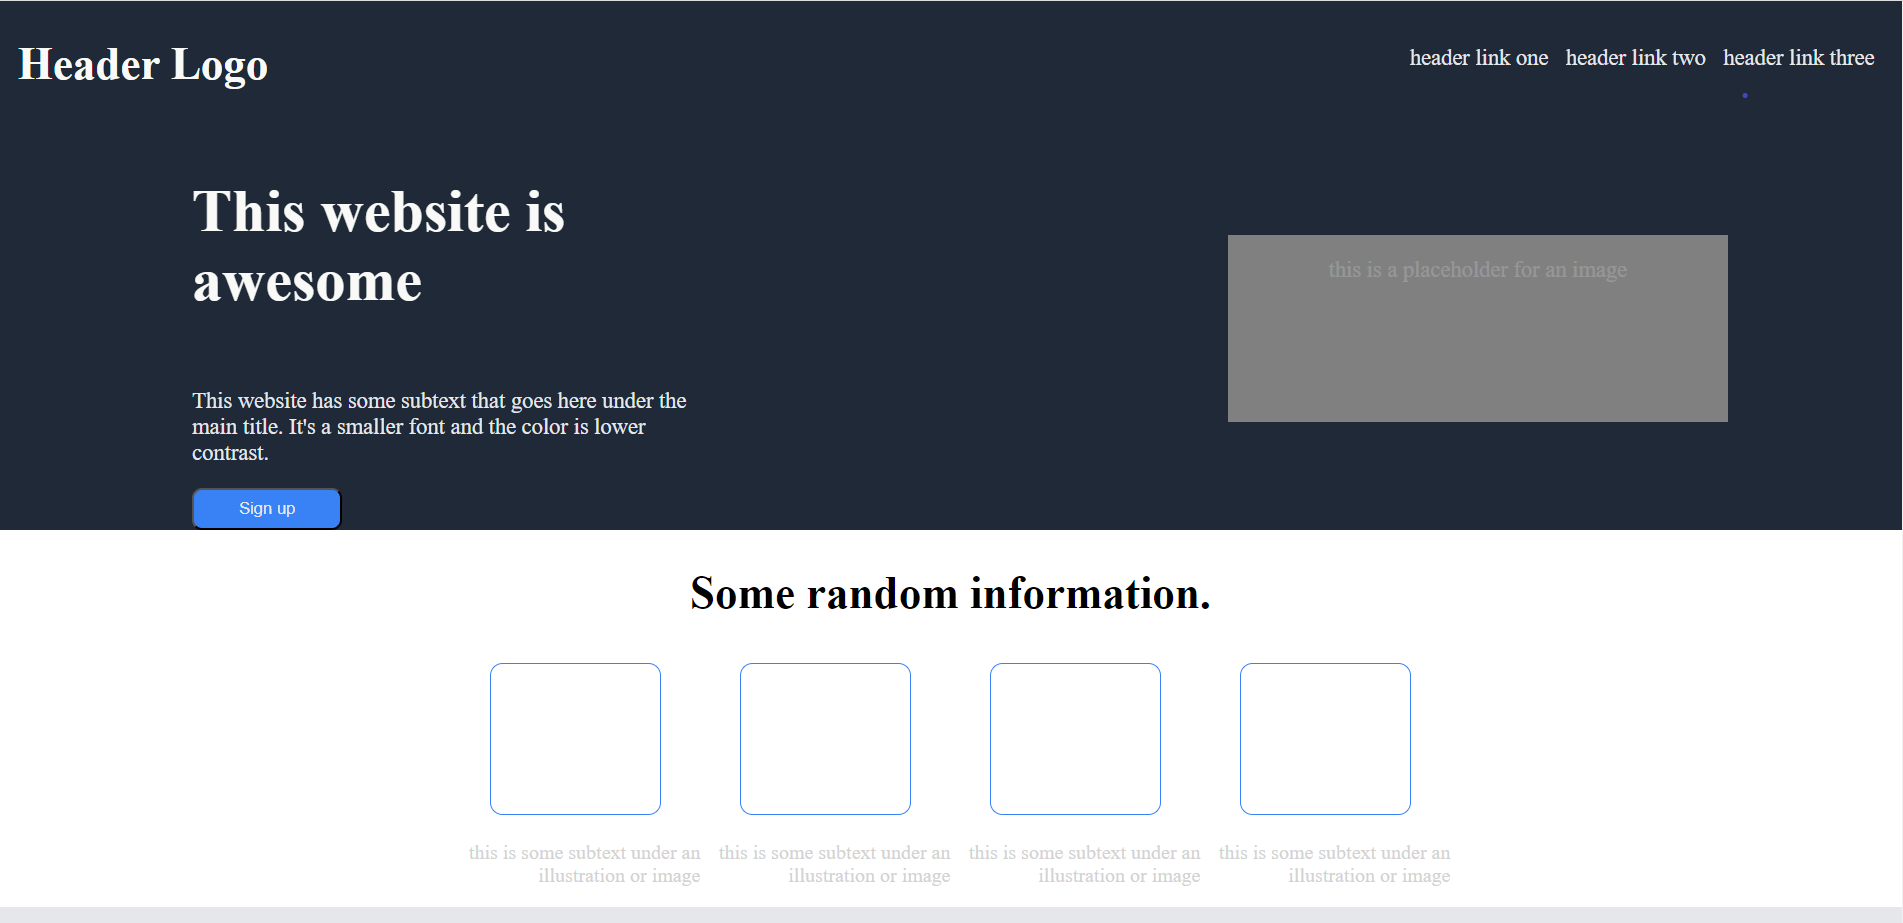 Header Logo
header link one header link two header link three
This website is
awesome
this is a placeholder for an image
This website has some subtext that goes here under the
main title. It's a smaller font and the color is lower
contrast.
Sign up
Some random information.
this is some subtext under an
illustration or image
this is some subtext under an
illustration or image
this is some subtext under an
illustration or image
this is some subtext under an
illustration or image